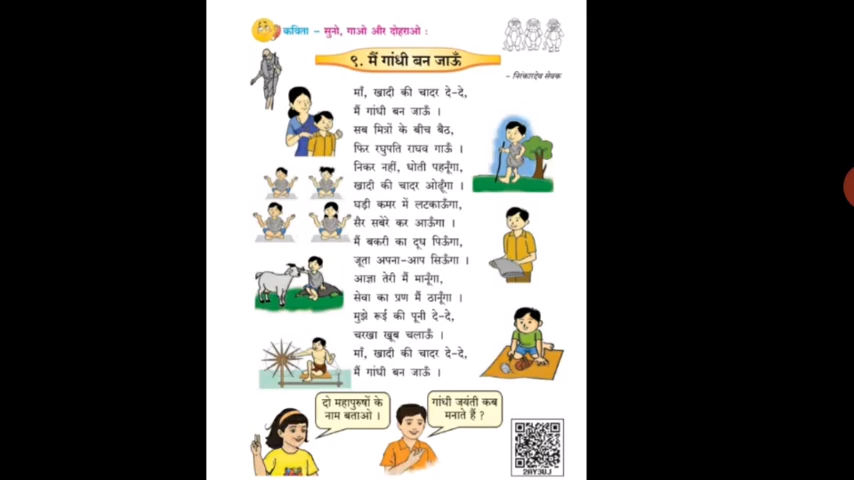 कविता – सुनो, गाओ और दोहराओ :
९. मैं गांधी बन जाऊँ
– निरंकारदेव सेवक
माँ, खादी की चादर दे-दे,
मैं गांधी बन जाऊँ ।
सब मित्रों के बीच बैठ,
फिर रघुपति राघव गाऊँ ।
निकर नहीं, धोती पहनूँगा,
खादी की चादर ओढूँगा ।
घड़ी कमर में लटकाऊँगा,
सैर सबेरे कर आऊँगा ।
मैं बकरी का दूध पिऊँगा,
जूता अपना-आप सिऊँगा ।
आज्ञा तेरी मैं मानूँगा,
सेवा का प्रण मैं ठानूँगा ।
मुझे रूई की पूनी दे-दे,
चरखा खूब चलाऊँ ।
माँ, खादी की चादर दे-दे,
मैं गांधी बन जाऊँ ।
दो महापुरुषों के
नाम बताओ ।
गांधी जयंती कब
मनाते हैं ?
2RY3UJ